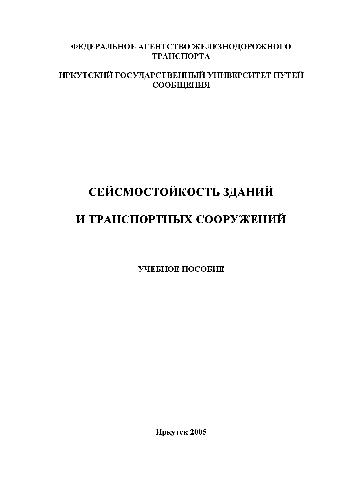 ФЕДЕРАЛЬНОЕ АГЕНТСТВО ЖЕЛЕЗНОДОРОЖНОГО
ТРАНСПОРТА
ИРКУТСКИЙ ГОСУДАРСТВЕННЫЙ УНИВЕРСИТЕТ ПУТЕЙ
СООБЩЕНИЯ
СЕЙСМОСТОЙКОСТЬ ЗДАНИЙ
И ТРАНСПОРТНЫХ СООРУЖЕНИЙ
УЧЕБНОЕ ПОСОБИЕ
Иркутск 2005